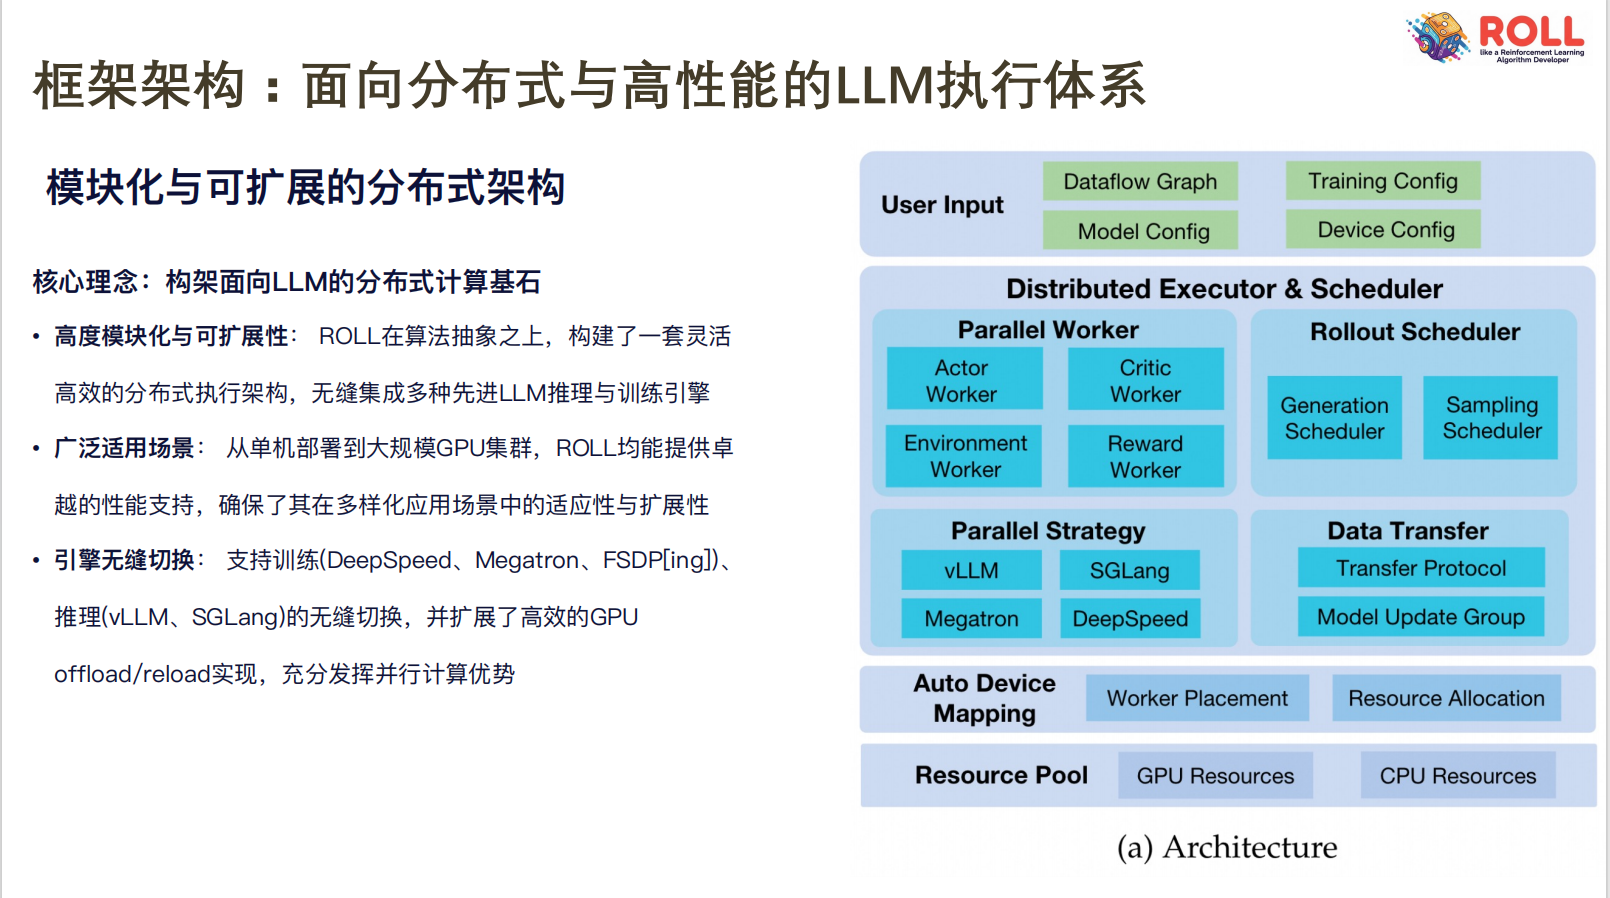 ROLL
like a Reinforcement Learning
Algorithm Developer
框架架构：面向分布式与高性能的LLM执行体系
模块化与可扩展的分布式架构
核心理念：构架面向LLM的分布式计算基石
• 高度模块化与可扩展性： ROLL在算法抽象之上，构建了一套灵活
高效的分布式执行架构，无缝集成多种先进LLM推理与训练引擎
• 广泛适用场景： 从单机部署到大规模GPU集群，ROLL均能提供卓
越的性能支持，确保了其在多样化应用场景中的适应性与扩展性
• 引擎无缝切换： 支持训练(DeepSpeed、Megatron、FSDP[ing])、
推理(vLLM、SGLang)的无缝切换，并扩展了高效的GPU
offload/reload实现，充分发挥并行计算优势
User Input
Dataflow Graph
Training Config
Model Config
Device Config
Distributed Executor & Scheduler
Parallel Worker
Actor
Worker
Critic
Worker
Environment
Worker
Reward
Worker
Rollout Scheduler
Generation
Scheduler
Sampling
Scheduler
Parallel Strategy
vLLM
SGLang
Megatron
DeepSpeed
Data Transfer
Transfer Protocol
Model Update Group
Auto Device
Mapping
Worker Placement
Resource Allocation
Resource Pool
GPU Resources
CPU Resources
(a) Architecture